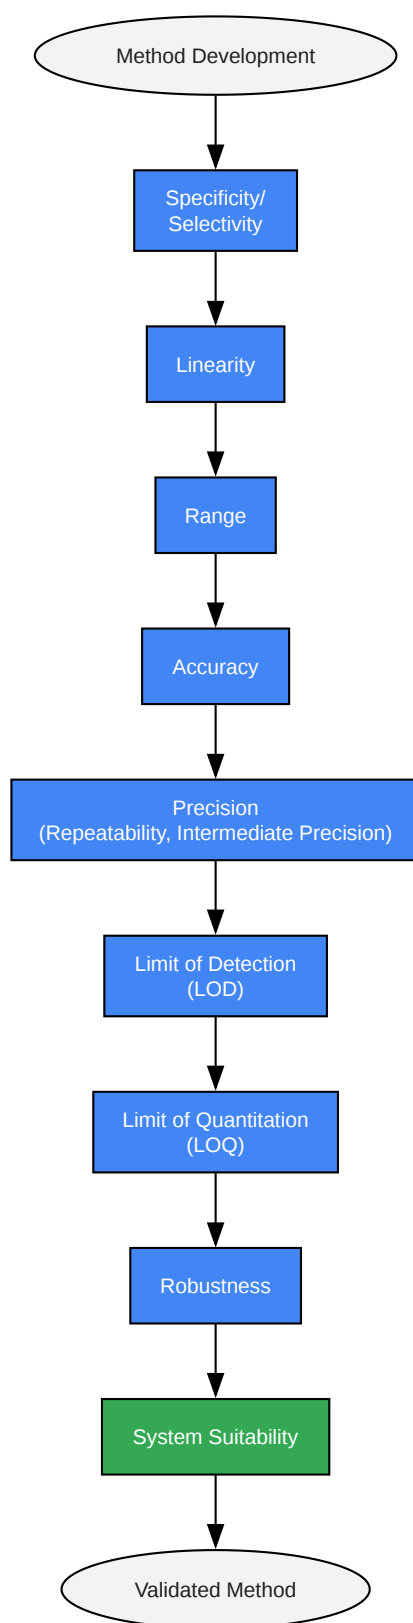 Method Development
Specificity/
Selectivity
Linearity
Range
Accuracy
Precision
(Repeatability, Intermediate Precision)
Limit of Detection
(LOD)
Limit of Quantitation
(LOQ)
Robustness
System Suitability
Validated Method